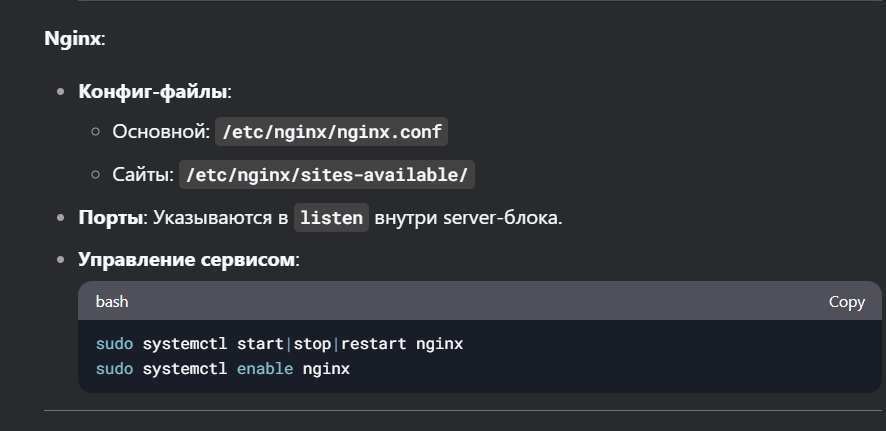 Nginx:
Конфиг-файлы:
Основной: /etc/nginx/nginx.conf
Сайты: /etc/nginx/sites-available/
Порты: Указываются в listen внутри server-блока.
Управление сервисом:
bash Copy
sudo systemctl start|stop|restart nginx
sudo systemctl enable nginx